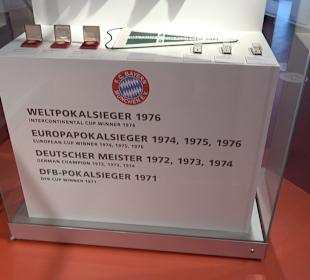 F.C. BAYERN
MÜNCHEN E.V.
WELTPOKALSIEGER 1976
INTERCONTINENTAL CUP WINNER 1976
EUROPAPOKALSIEGER 1974, 1975, 1976
EUROPEAN CUP WINNER 1974, 1975, 1976
DEUTSCHER MEISTER 1972, 1973, 1974
GERMAN CHAMPION 1972, 1973, 1974
DFB-POKALSIEGER 1971
DFB CUP WINNER 1971